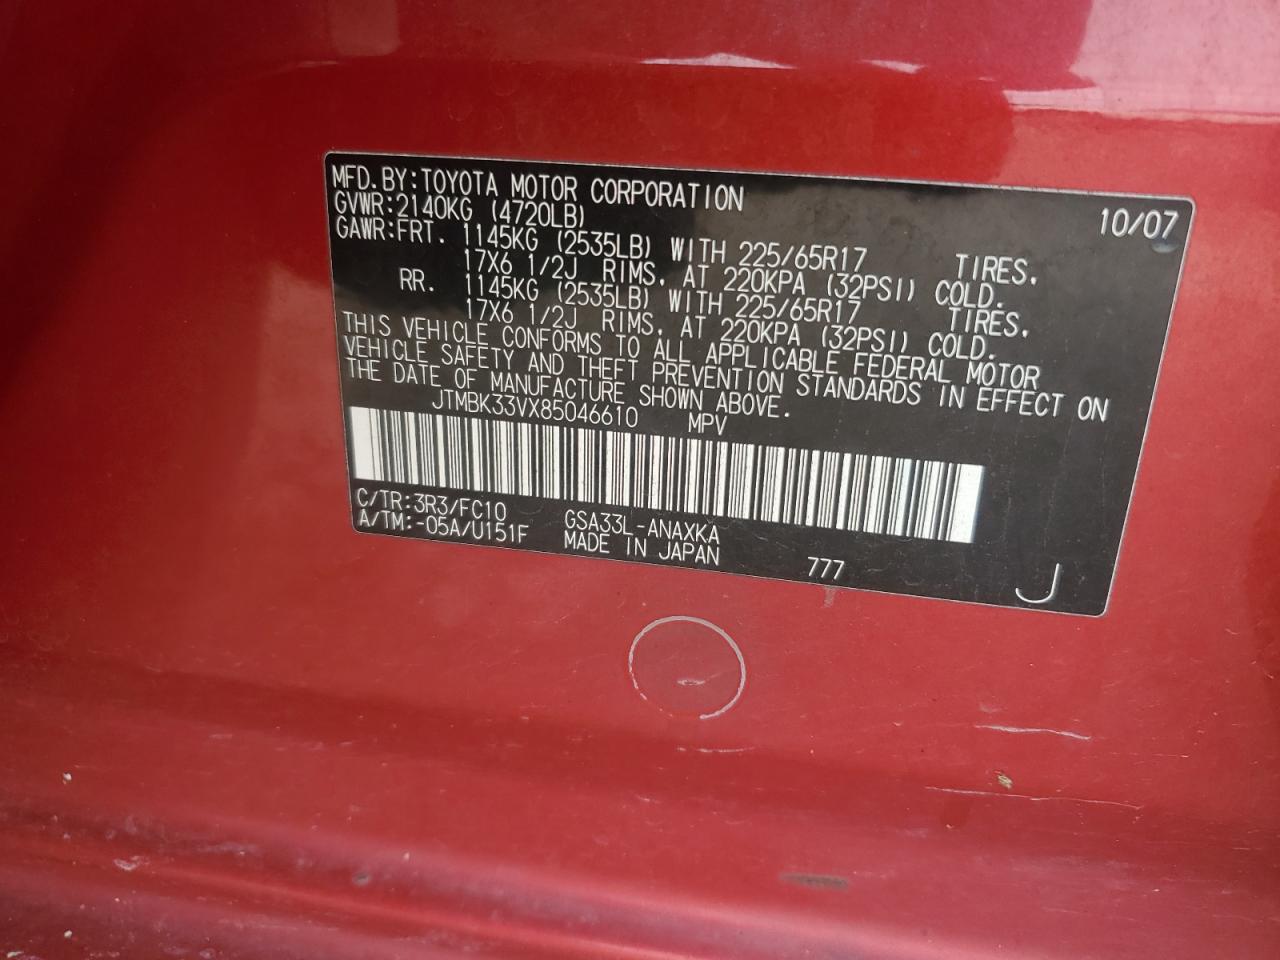 MFD.BY:TOYOTA MOTOR CORPORATION 10/07
GVWR:2140KG (4720LB)
GAWR:FRT. 1145KG (2535LB) WITH 225/65R17 TIRES.
17X6 1/2J RIMS, AT 220KPA (32PSI) COLD.
RR. 1145KG (2535LB) WITH 225/65R17 TIRES.
17X6 1/2J RIMS, AT 220KPA (32PSI) COLD.
THIS VEHICLE CONFORMS TO ALL APPLICABLE FEDERAL MOTOR
VEHICLE SAFETY AND THEFT PREVENTION STANDARDS IN EFFECT ON
THE DATE OF MANUFACTURE SHOWN ABOVE.
JTMBK33VX85046610 MPV
C/TR:3R3/FC10 GSA33L-ANAXKA
A/TM:-05A/U151F MADE IN JAPAN 777 J